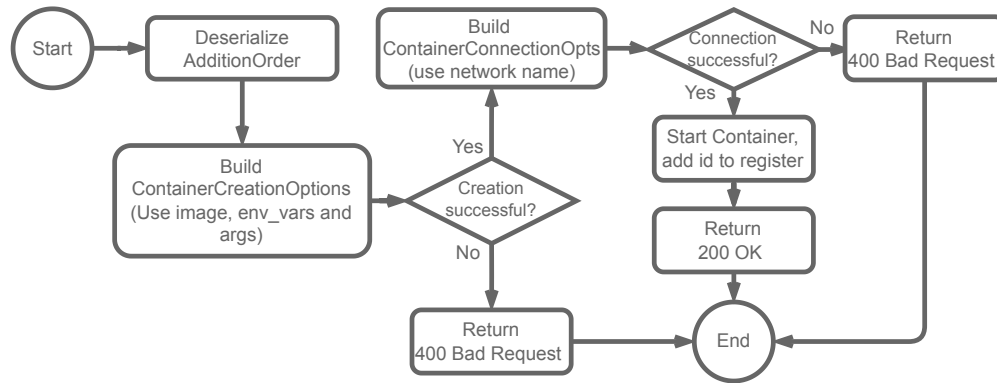 Start
Deserialize
AdditionOrder
Build
ContainerCreationOptions
(Use image, env_vars and
args)
Creation
successful?
Yes
No
Build
ContainerConnectionOpts
(use network name)
Connection
successful?
No
Yes
Return
400 Bad Request
Start Container,
add id to register
Return
200 OK
Return
400 Bad Request
End